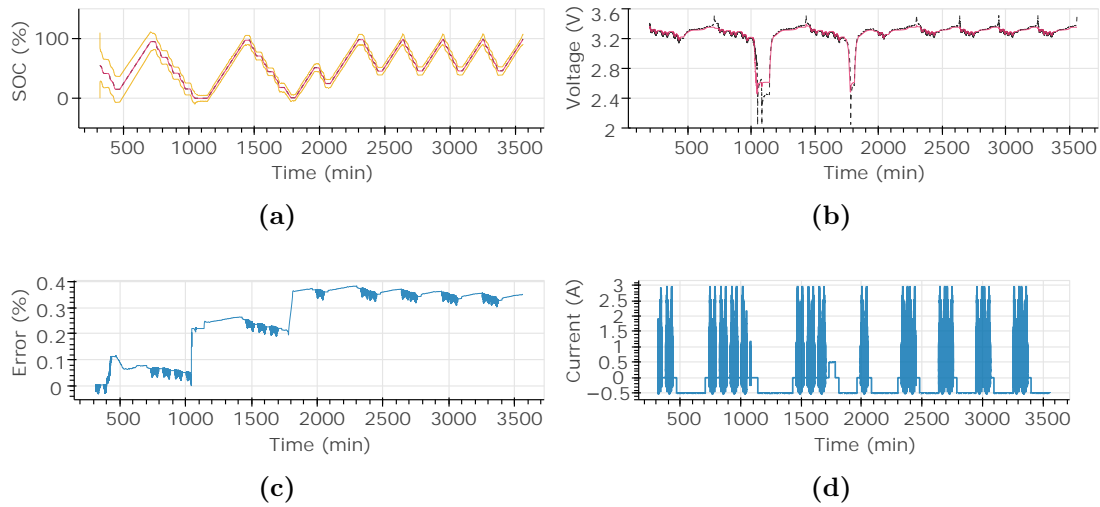 SOC (%)
100
0
500 1000 1500 2000 2500 3000 3500
Time (min)
(a)
Voltage (V)
3.6
3.2
2.8
2.4
2
500 1000 1500 2000 2500 3000 3500
Time (min)
(b)
Error (%)
0.4
0.3
0.2
0.1
0
500 1000 1500 2000 2500 3000 3500
Time (min)
(c)
Current (A)
3
2.5
2
1.5
1
0.5
0
−0.5
500 1000 1500 2000 2500 3000 3500
Time (min)
(d)